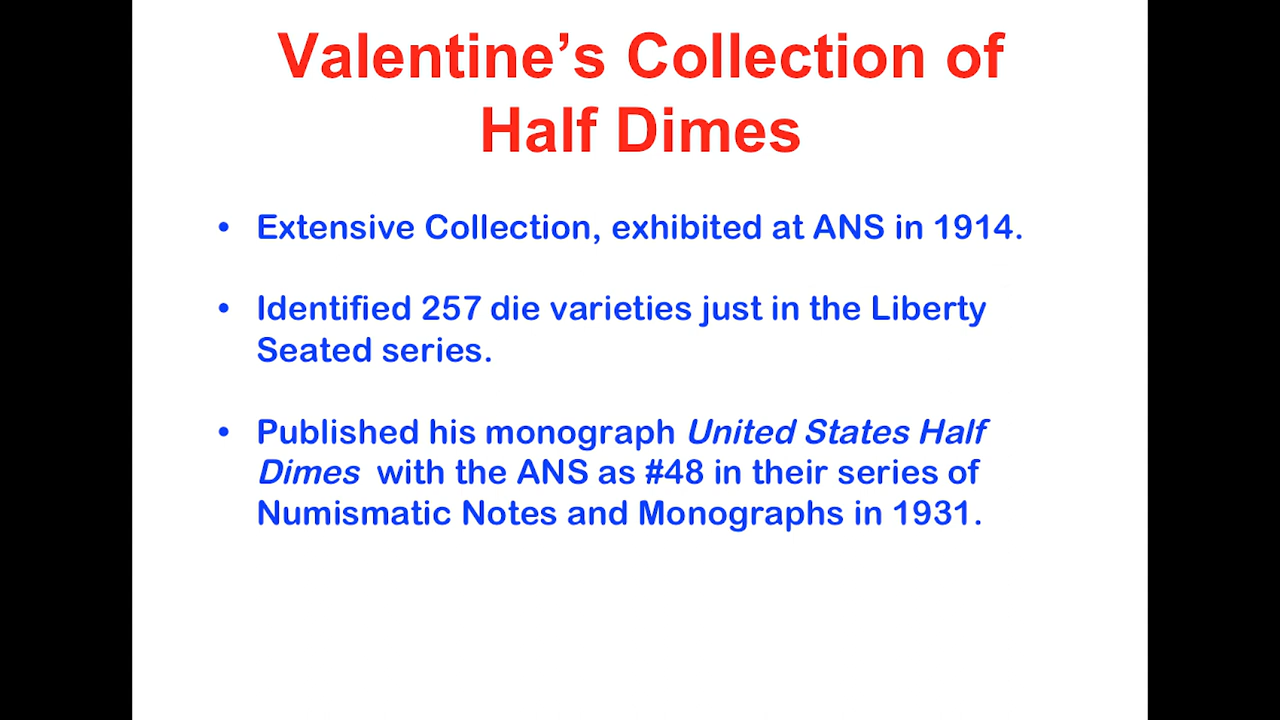 Valentine’s Collection of
Half Dimes
• Extensive Collection, exhibited at ANS in 1914.
• Identified 257 die varieties just in the Liberty
Seated series.
• Published his monograph United States Half
Dimes with the ANS as #48 in their series of
Numismatic Notes and Monographs in 1931.